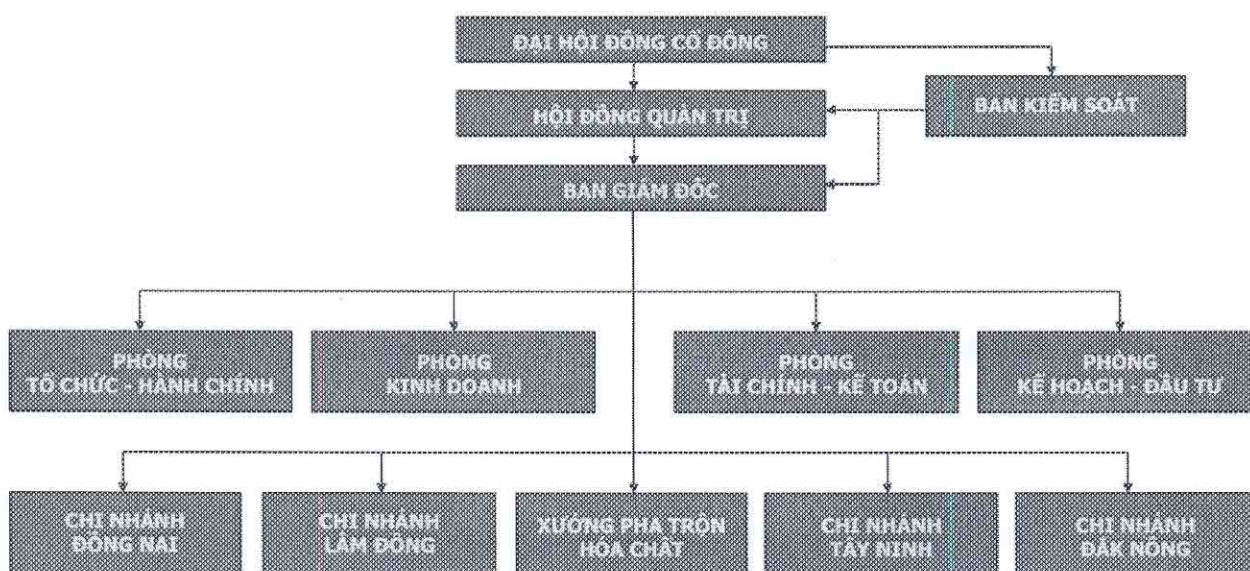 ĐẠI HỘI ĐỒNG CỔ ĐÔNG
BAN KIỂM SOÁT
HỘI ĐỒNG QUẢN TRỊ
BAN GIÁM ĐỐC
PHÒNG
TỔ CHỨC - HÀNH CHÍNH
PHÒNG
KINH DOANH
PHÒNG
TÀI CHÍNH - KẾ TOÁN
PHÒNG
KẾ HOẠCH - ĐẦU TƯ
CHI NHÁNH
ĐỒNG NAI
CHI NHÁNH
LÂM ĐỒNG
XƯỞNG PHA TRỘN
HÓA CHẤT
CHI NHÁNH
TÂY NINH
CHI NHÁNH
ĐĂK NÔNG